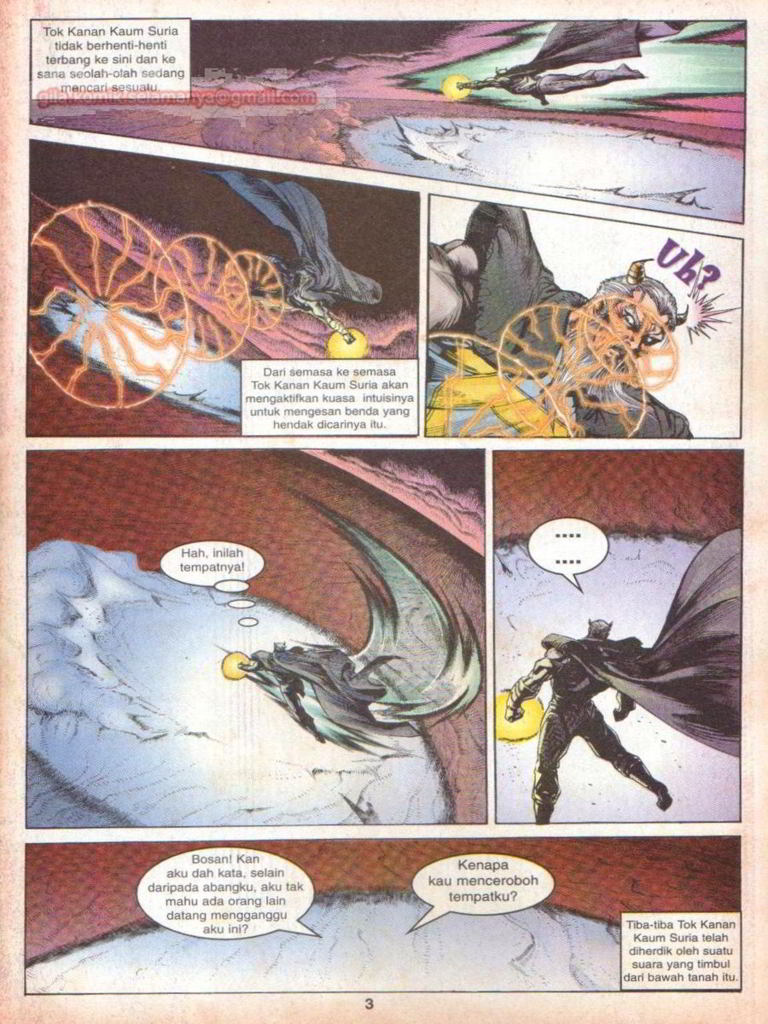 Tok Kanan Kaum Suria
tidak berhenti-henti
terbang ke sini dan ke
sana seolah-olah sedang
mencari sesuatu.
gila2komik4selamanya@gmail.com
Uh?
Dari semasa ke semasa
Tok Kanan Kaum Suria akan
mengaktifkan kuasa intuisinya
untuk mengesan benda yang
hendak dicarinya itu.
Hah, inilah
tempatnya!
....
....
Bosan! Kan
aku dah kata, selain
daripada abangku, aku tak
mahu ada orang lain
datang mengganggu
aku ini?
Kenapa
kau menceroboh
tempatku?
Tiba-tiba Tok Kanan
Kaum Suria telah
diherdik oleh suatu
suara yang timbul
dari bawah tanah itu.
3